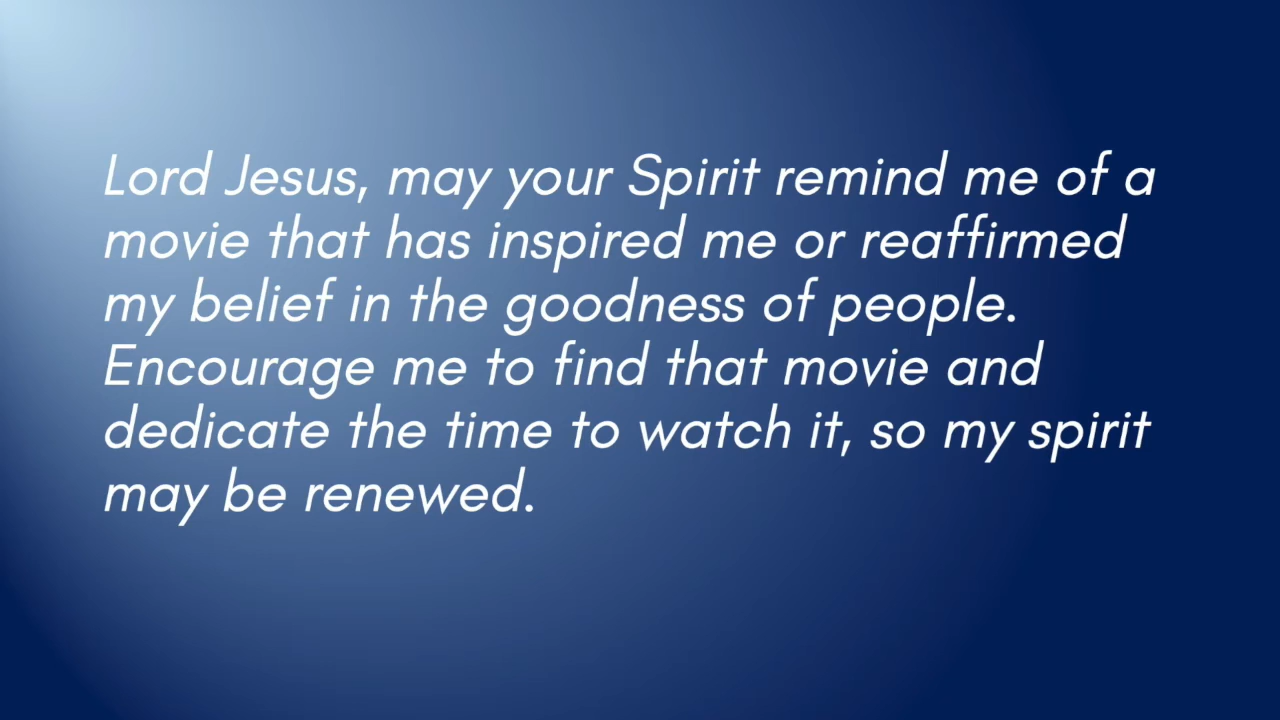 Lord Jesus, may your Spirit remind me of a
movie that has inspired me or reaffirmed
my belief in the goodness of people.
Encourage me to find that movie and
dedicate the time to watch it, so my spirit
may be renewed.